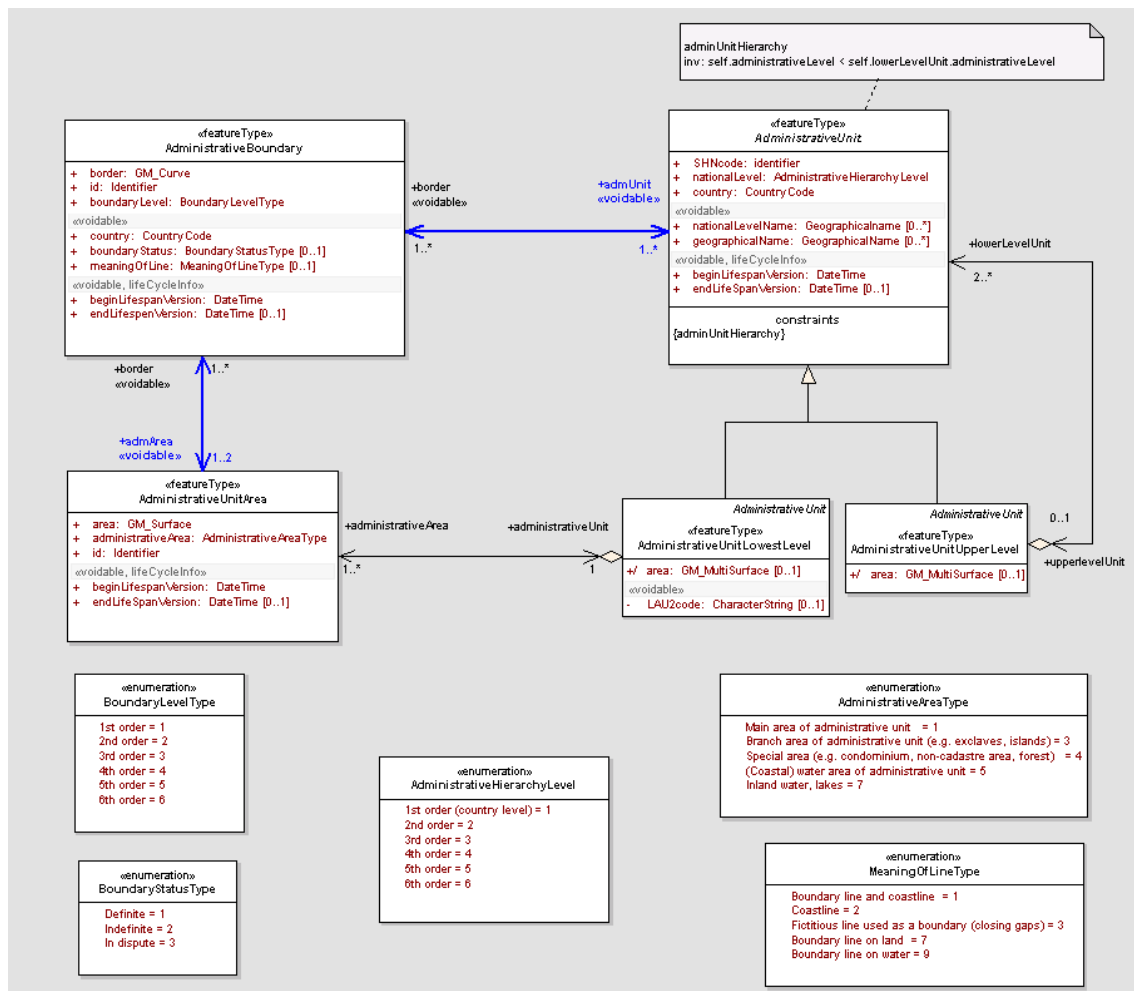 adminUnitHierarchy
inv: self.administrativeLevel < self.lowerLevelUnit.administrativeLevel
«featureType»
AdministrativeBoundary
+ border: GM_Curve
+ id: Identifier
+ boundaryLevel: BoundaryLevelType
«voidable»
+ country: CountryCode
+ boundaryStatus: BoundaryStatusType [0..1]
+ meaningOfLine: MeaningOfLineType [0..1]
«voidable, lifeCycleInfo»
+ beginLifespanVersion: DateTime
+ endLifespenVersion: DateTime [0..1]
+border
«voidable»
1..*
+admUnit
«voidable»
1..*
«featureType»
AdministrativeUnit
+ SHNcode: identifier
+ nationalLevel: AdministrativeHierarchyLevel
+ country: CountryCode
«voidable»
+ nationalLevelName: Geographicalname [0..*]
+ geographicalName: GeographicalName [0..*]
«voidable, lifeCycleInfo»
+ beginLifespanVersion: DateTime
+ endLifeSpanVersion: DateTime [0..1]
constraints
{adminUnitHierarchy}
+lowerLevelUnit
2..*
+border
«voidable»
1..*
+admArea
«voidable»
1..2
«featureType»
AdministrativeUnitArea
+ area: GM_Surface
+ administrativeArea: AdministrativeAreaType
+ id: Identifier
«voidable, lifeCycleInfo»
+ beginLifespanVersion: DateTime
+ endLifeSpanVersion: DateTime [0..1]
+administrativeArea
1..*
+administrativeUnit
1
AdministrativeUnit
«featureType»
AdministrativeUnitLowestLevel
+/ area: GM_MultiSurface [0..1]
«voidable»
- LAU2code: CharacterString [0..1]
AdministrativeUnit
«featureType»
AdministrativeUnitUpperLevel
+/ area: GM_MultiSurface [0..1]
0..1
+upperlevelUnit
«enumeration»
BoundaryLevelType
1st order = 1
2nd order = 2
3rd order = 3
4th order = 4
5th order = 5
6th order = 6
«enumeration»
AdministrativeHierarchyLevel
1st order (country level) = 1
2nd order = 2
3rd order = 3
4th order = 4
5th order = 5
6th order = 6
«enumeration»
AdministrativeAreaType
Main area of administrative unit = 1
Branch area of administrative unit (e.g. exclaves, islands) = 3
Special area (e.g. condominium, non-cadastre area, forest) = 4
(Coastal) water area of administrative unit = 5
Inland water, lakes = 7
«enumeration»
BoundaryStatusType
Definite = 1
Indefinite = 2
In dispute = 3
«enumeration»
MeaningOfLineType
Boundary line and coastline = 1
Coastline = 2
Fictitious line used as a boundary (closing gaps) = 3
Boundary line on land = 7
Boundary line on water = 9